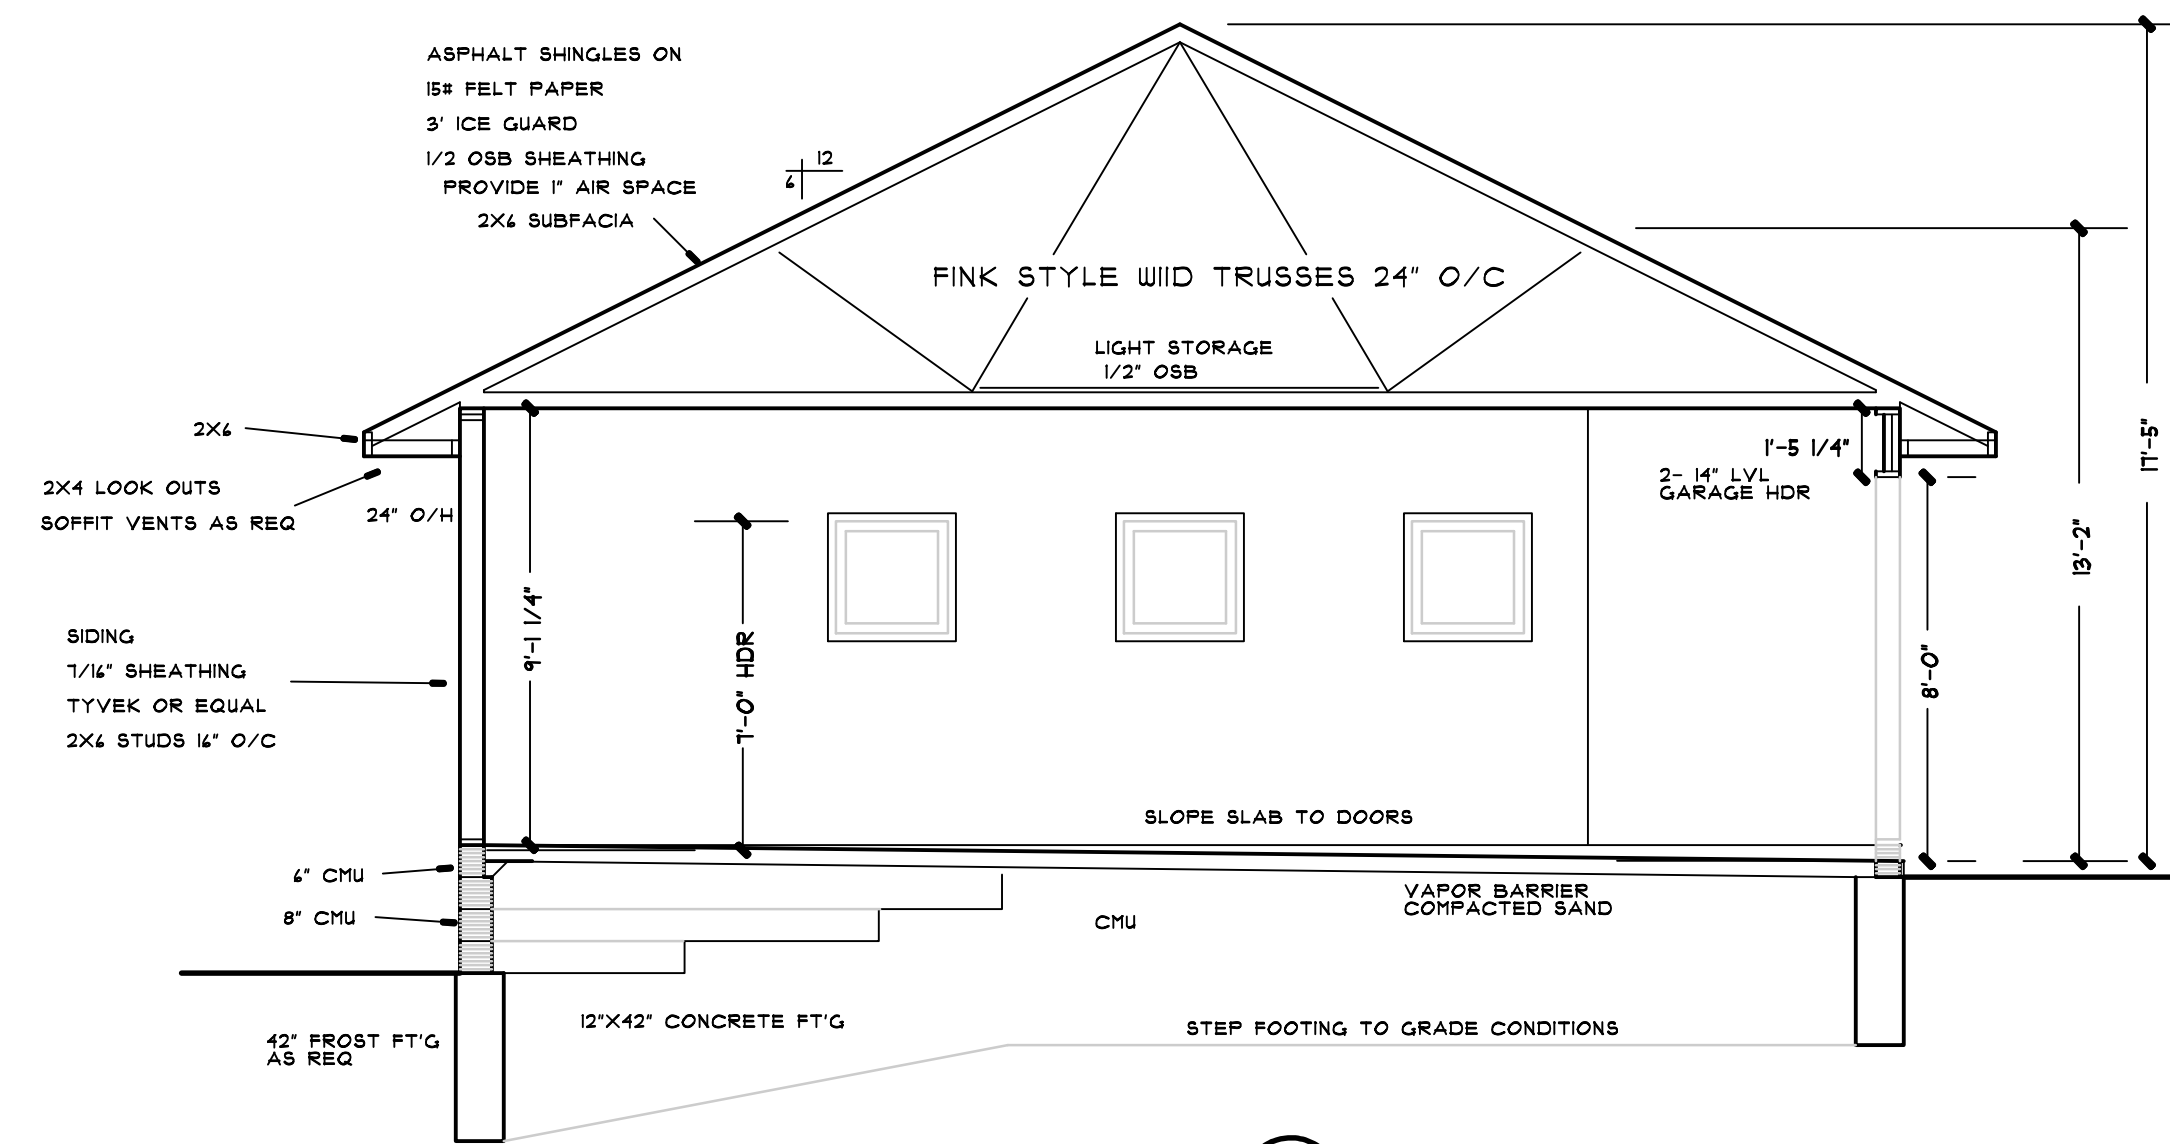 ASPHALT SHINGLES ON
15# FELT PAPER
3' ICE GUARD
1/2 OSB SHEATHING
PROVIDE 1" AIR SPACE
2X6 SUBFACIA
12
6
FINK STYLE WIID TRUSSES 24" O/C
LIGHT STORAGE
1/2" OSB
2X6
2X4 LOOK OUTS
SOFFIT VENTS AS REQ
24" O/H
1'-5 1/4"
2- 14" LVL
GARAGE HDR
17'-5"
13'-2"
9'-1 1/4"
7'-0" HDR
8'-0"
SIDING
7/16" SHEATHING
TYVEK OR EQUAL
2X6 STUDS 16" O/C
SLOPE SLAB TO DOORS
6" CMU
8" CMU
CMU
VAPOR BARRIER
COMPACTED SAND
12"X42" CONCRETE FT'G
STEP FOOTING TO GRADE CONDITIONS
42" FROST FT'G
AS REQ